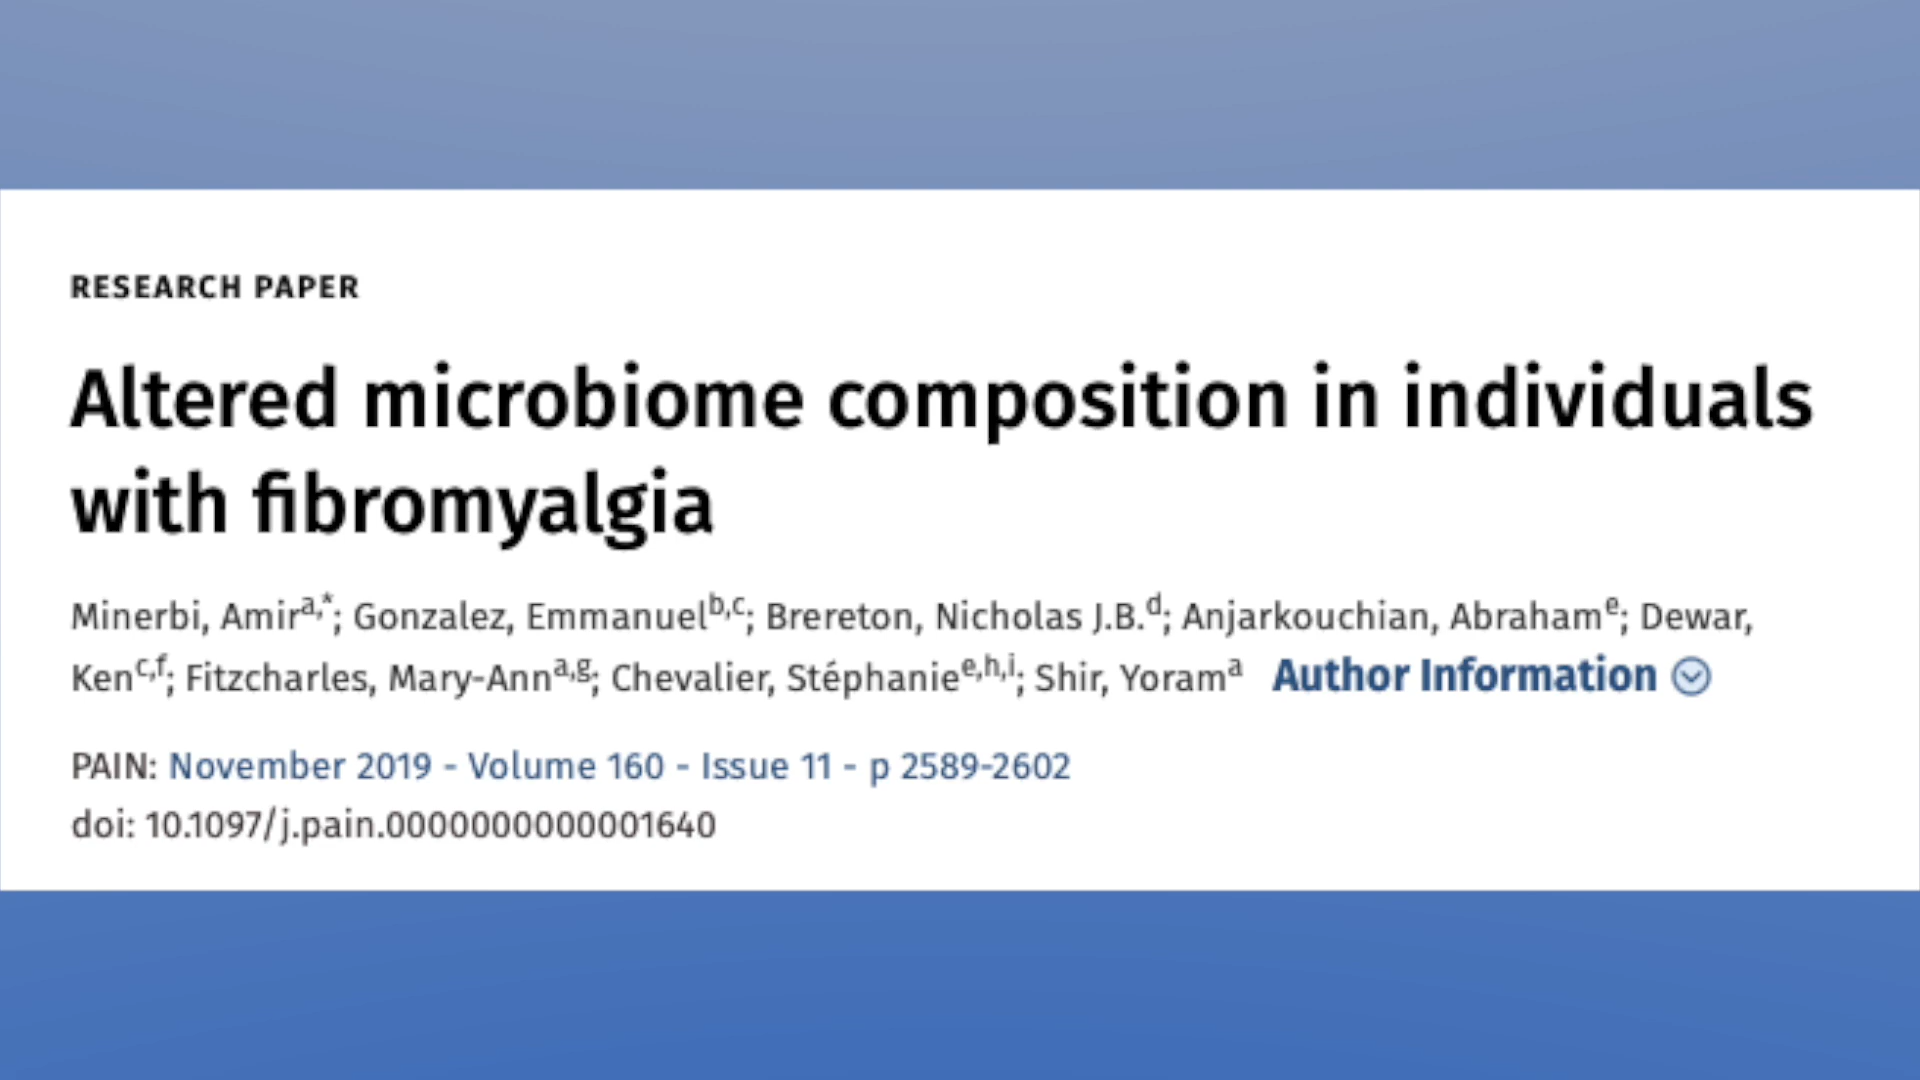 RESEARCH PAPER
Altered microbiome composition in individuals
with fibromyalgia
Minerbi, Amira,*; Gonzalez, Emmanuelb,c; Brereton, Nicholas J.B.d; Anjarkouchian, Abrahame; Dewar,
Kenc,f; Fitzcharles, Mary-Anna,g; Chevalier, Stéphaniee,h,i; Shir, Yorama Author Information
PAIN: November 2019 - Volume 160 - Issue 11 - p 2589-2602
doi: 10.1097/j.pain.0000000000001640